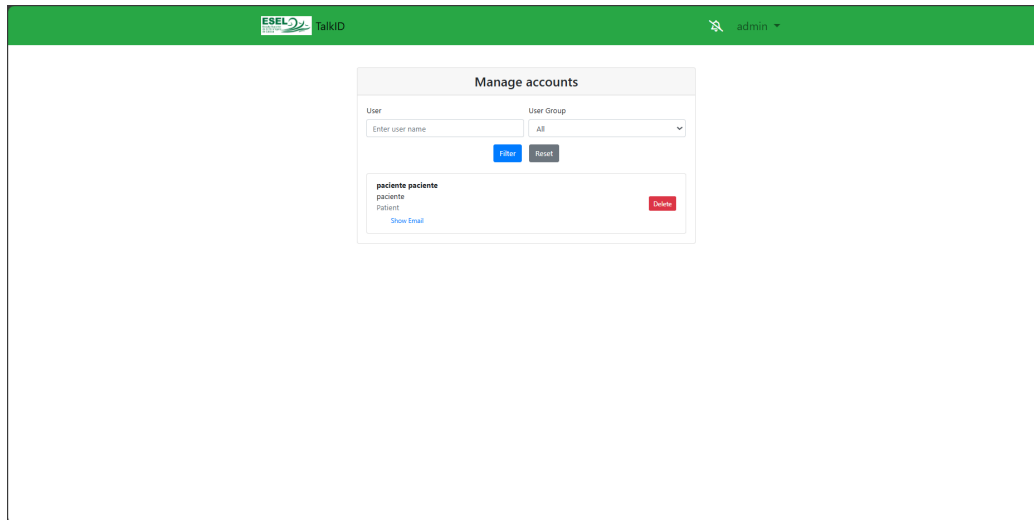 ESEL TalkID
admin
Manage accounts
User
User Group
Enter user name
All
Filter
Reset
paciente paciente
paciente
Patient
Delete
Show Email